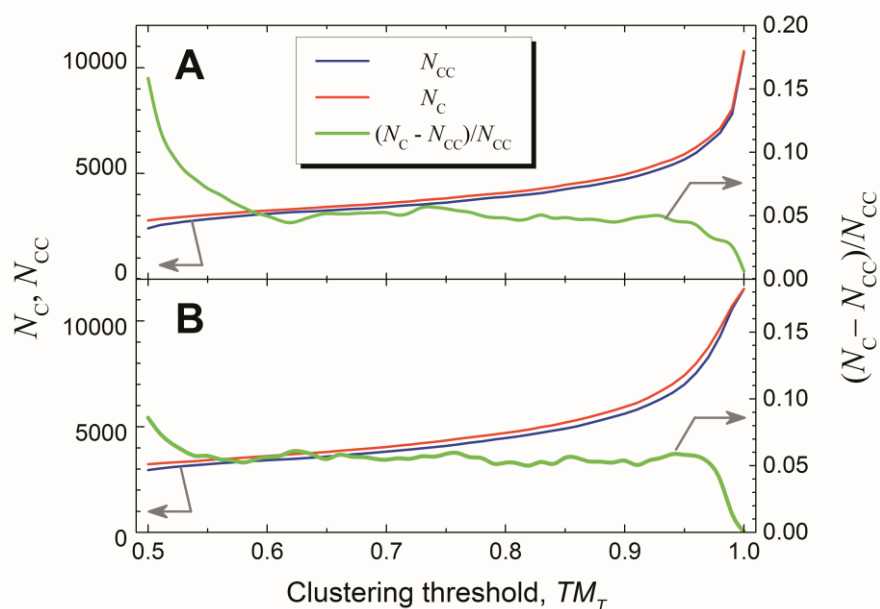 A
N_CC
N_C
(N_C - N_CC)/N_CC
10000
5000
0
0.20
0.15
0.10
0.05
0.00
B
10000
5000
0
0.15
0.10
0.05
0.00
N_C, N_CC
(N_C – N_CC)/N_CC
0.5 0.6 0.7 0.8 0.9 1.0
Clustering threshold, TM_T